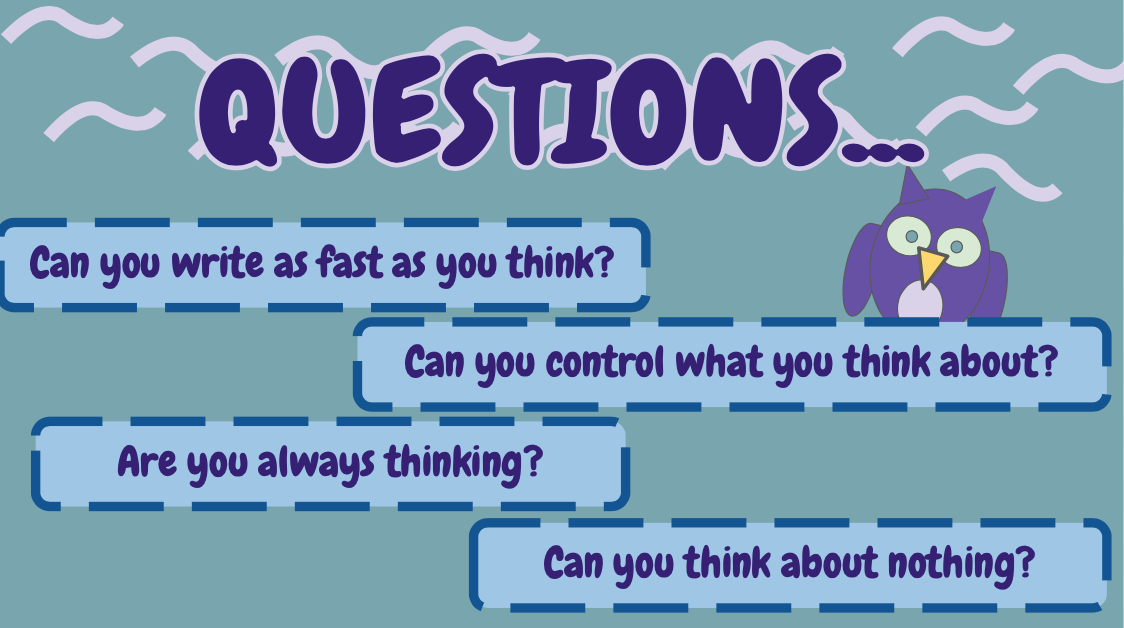 QUESTIONS...
Can you write as fast as you think?
Can you control what you think about?
Are you always thinking?
Can you think about nothing?